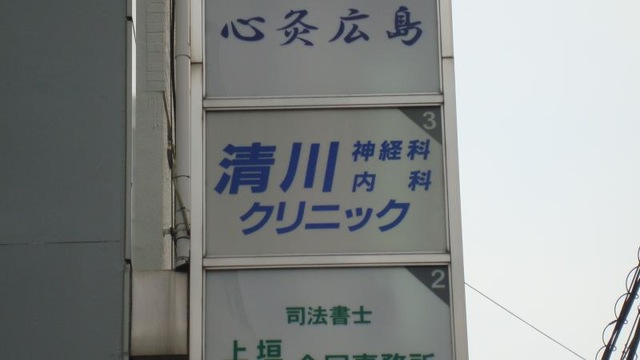 心灸広島
3
清川 神経科
内科
クリニック
2
司法書士
上垣